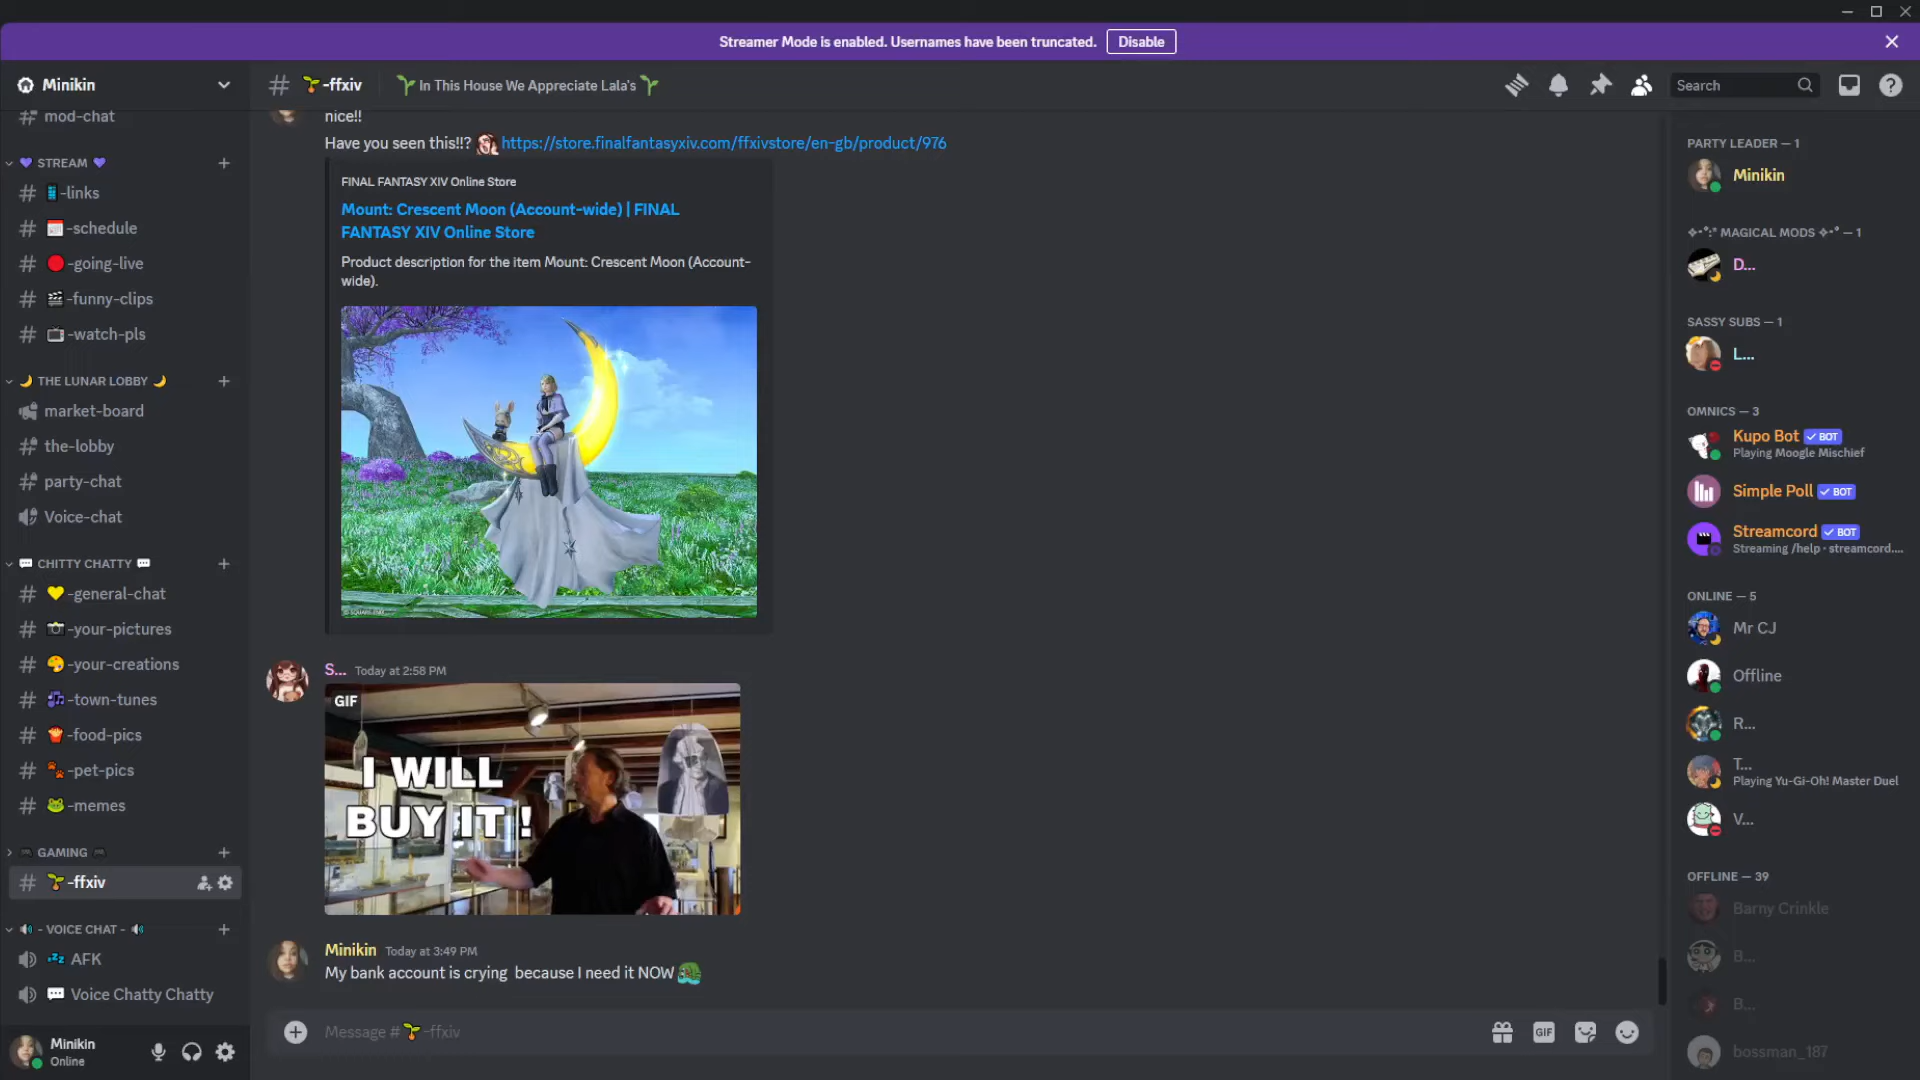 Streamer Mode is enabled. Usernames have been truncated. Disable
Minikin
-ffxiv
In This House We Appreciate Lala's
Search
mod-chat
STREAM
-links
-schedule
-going-live
-funny-clips
-watch-pls
THE LUNAR LOBBY
market-board
the-lobby
party-chat
Voice-chat
CHITTY CHATTY
-general-chat
-your-pictures
-your-creations
-town-tunes
-food-pics
-pet-pics
-memes
GAMING
-ffxiv
- VOICE CHAT -
AFK
Voice Chatty Chatty
Minikin
Online
nice!!
Have you seen this!!? https://store.finalfantasyxiv.com/ffxivstore/en-gb/product/976
FINAL FANTASY XIV Online Store
Mount: Crescent Moon (Account-wide) | FINAL
FANTASY XIV Online Store
Product description for the item Mount: Crescent Moon (Account-
wide).
S... Today at 2:58 PM
GIF
I WILL
BUY IT !
Minikin Today at 3:49 PM
My bank account is crying because I need it NOW
Message # -ffxiv
GIF
PARTY LEADER — 1
Minikin
MAGICAL MODS — 1
D...
SASSY SUBS — 1
L...
OMNICS — 3
Kupo Bot BOT
Playing Moogle Mischief
Simple Poll BOT
Streamcord BOT
Streaming /help · streamcord....
ONLINE — 5
Mr CJ
Offline
R...
T...
Playing Yu-Gi-Oh! Master Duel
V...
OFFLINE — 39
Barny Crinkle
B...
B...
bossman_187